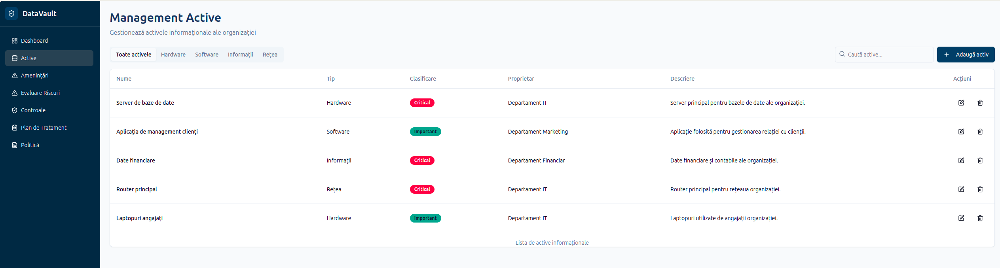 DataVault
Dashboard
Active
Amenințări
Evaluare Riscuri
Controale
Plan de Tratament
Politică
Management Active
Gestionează activele informaționale ale organizației
Toate activele Hardware Software Informații Rețea
Caută active...
Adaugă activ
Nume Tip Clasificare Proprietar Descriere Acțiuni
Server de baze de date Hardware Critical Departament IT Server principal pentru bazele de date ale organizației.
Aplicația de management clienți Software Important Departament Marketing Aplicație folosită pentru gestionarea relației cu clienții.
Date financiare Informații Critical Departament Financiar Date financiare și contabile ale organizației.
Router principal Rețea Critical Departament IT Router principal pentru rețeaua organizației.
Laptopuri angajați Hardware Important Departament IT Laptopuri utilizate de angajații organizației.
Lista de active informaționale